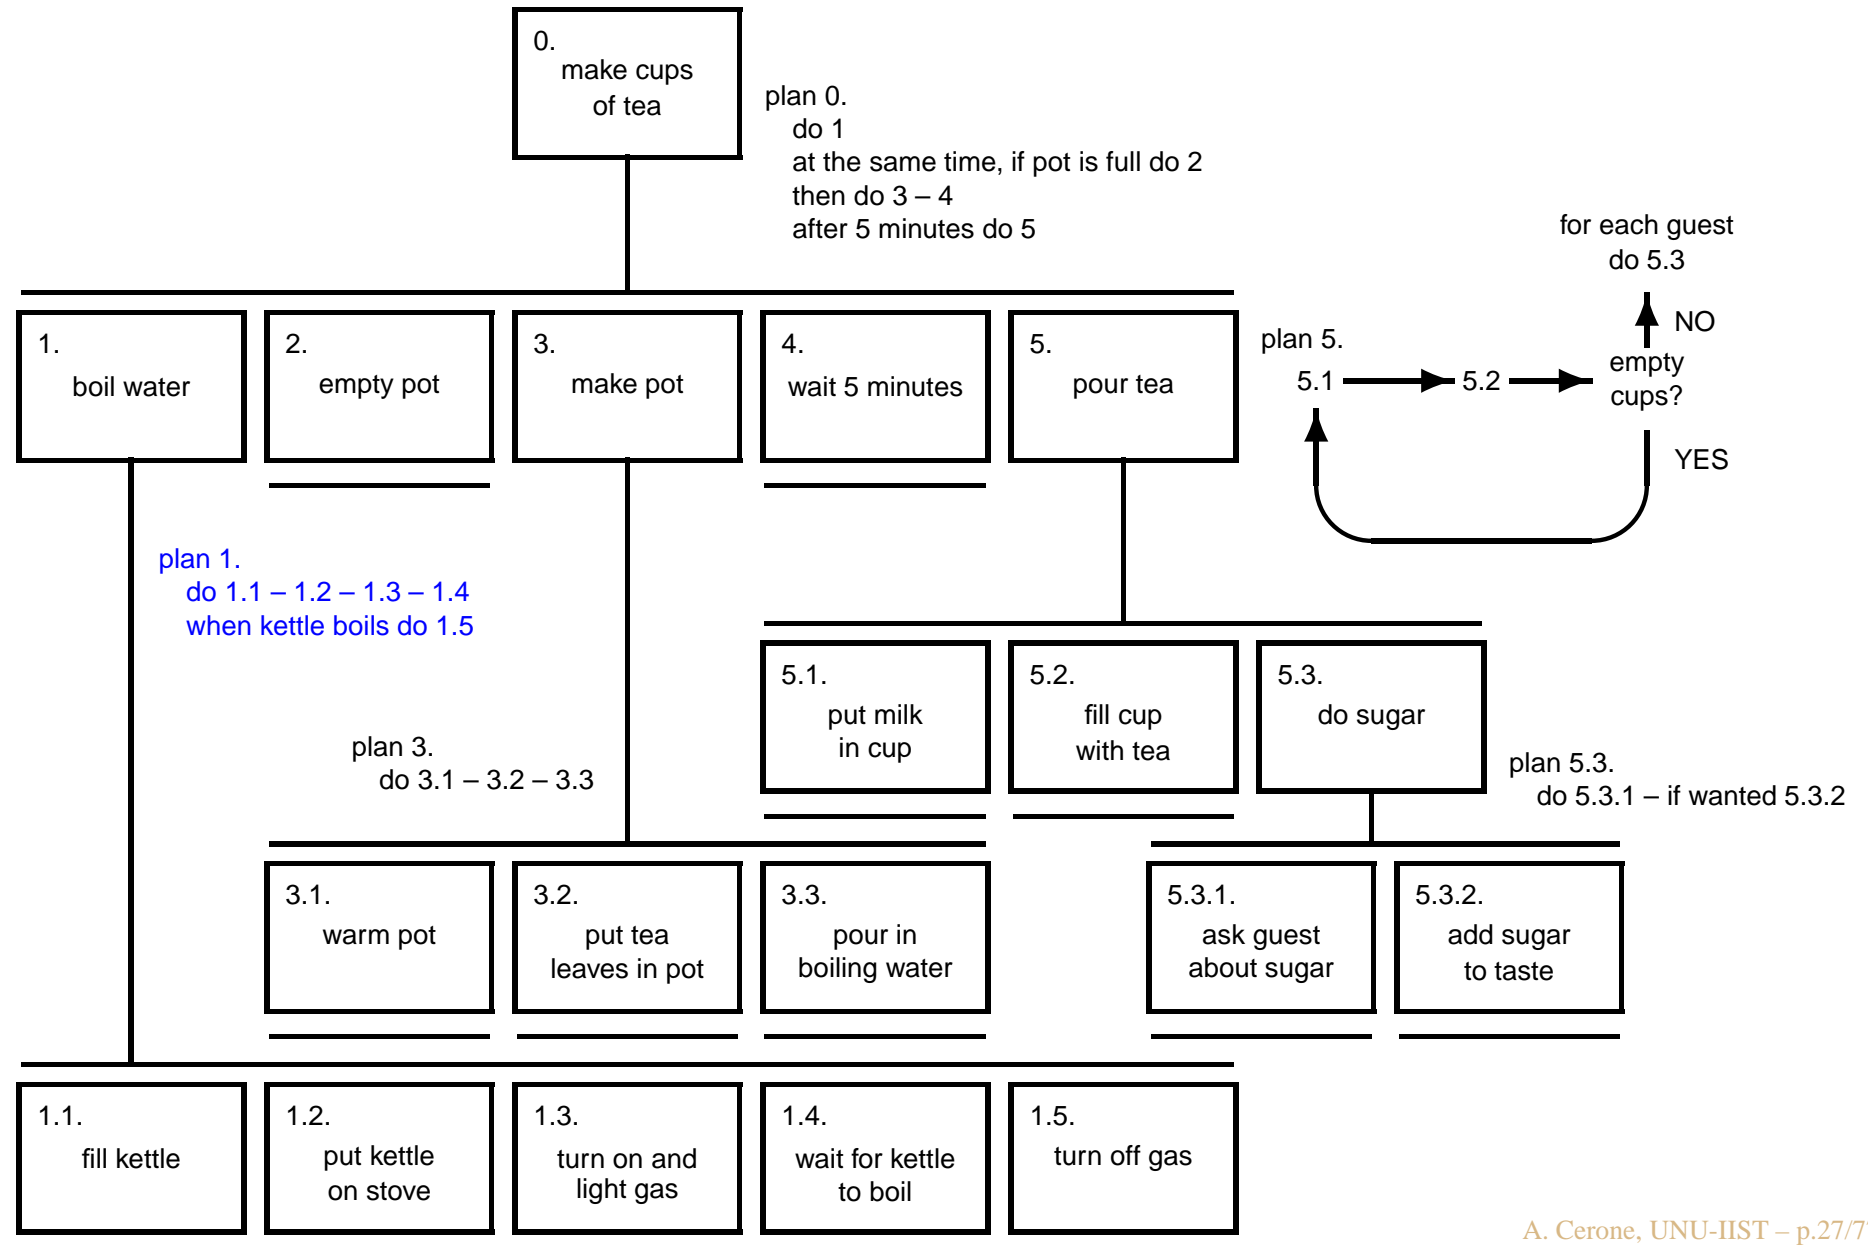 0.
make cups
of tea
plan 0.
do 1
at the same time, if pot is full do 2
then do 3 – 4
after 5 minutes do 5
1.
boil water
2.
empty pot
3.
make pot
4.
wait 5 minutes
5.
pour tea
for each guest
do 5.3
NO
plan 5.
5.1
5.2
empty
cups?
YES
plan 1.
do 1.1 – 1.2 – 1.3 – 1.4
when kettle boils do 1.5
plan 3.
do 3.1 – 3.2 – 3.3
5.1.
put milk
in cup
5.2.
fill cup
with tea
5.3.
do sugar
plan 5.3.
do 5.3.1 – if wanted 5.3.2
3.1.
warm pot
3.2.
put tea
leaves in pot
3.3.
pour in
boiling water
5.3.1.
ask guest
about sugar
5.3.2.
add sugar
to taste
1.1.
fill kettle
1.2.
put kettle
on stove
1.3.
turn on and
light gas
1.4.
wait for kettle
to boil
1.5.
turn off gas
A. Cerone, UNU-IIST – p.27/7